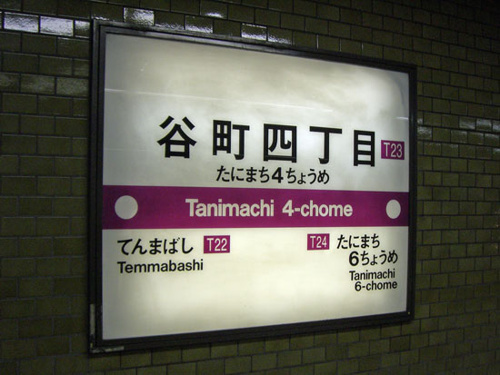 谷町四丁目 T23
たにまち4ちょうめ
Tanimachi 4-chome
てんまばし T22
Temmabashi
T24 たにまち
6ちょうめ
Tanimachi
6-chome